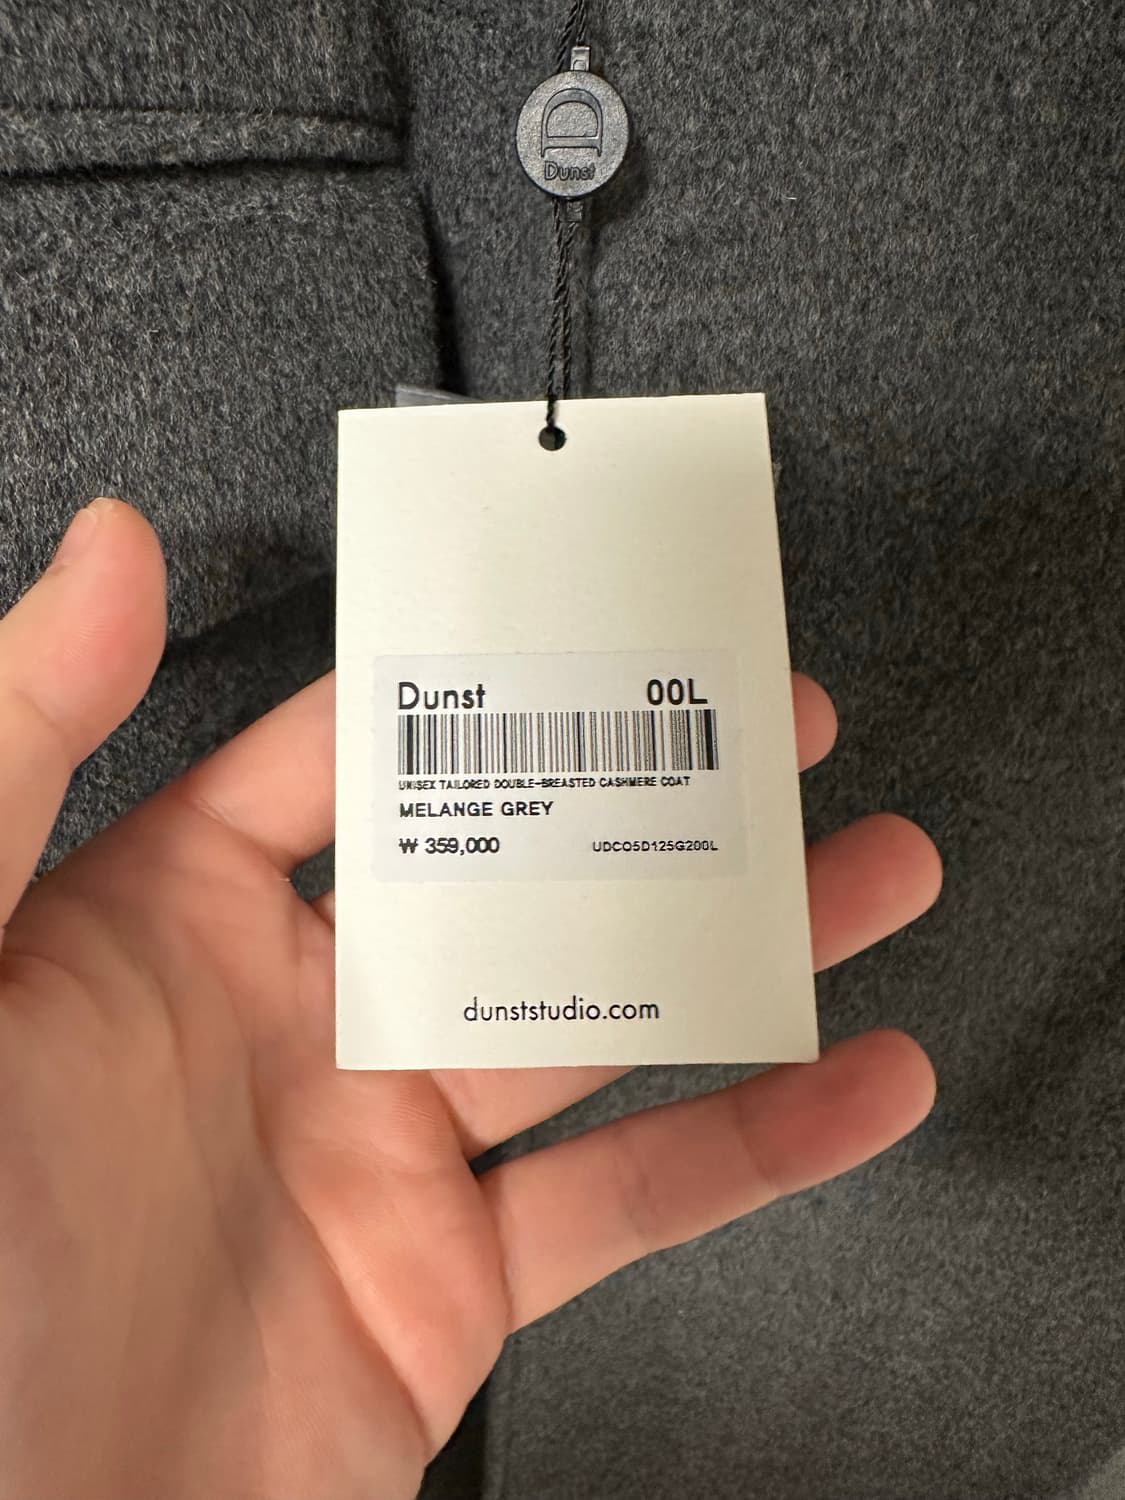 D
Dunst
Dunst 00L
UNISEX TAILORED DOUBLE-BREASTED CASHMERE COAT
MELANGE GREY
₩ 359,000 UDCO5D125G200L
dunststudio.com